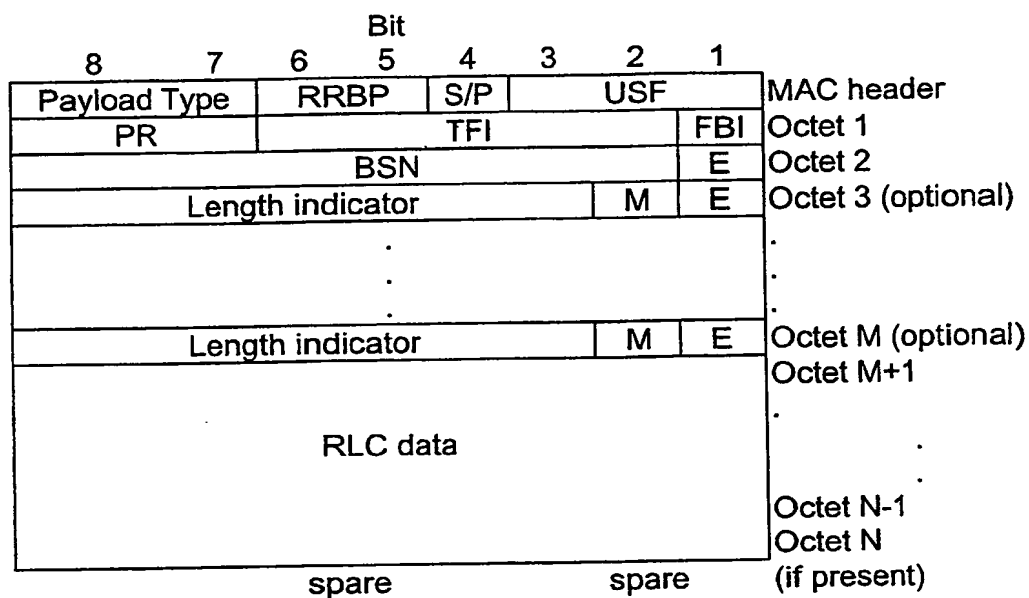 Bit
8 7 6 5 4 3 2 1
Payload Type RRBP S/P USF MAC header
PR TFI FBI Octet 1
BSN E Octet 2
Length indicator M E Octet 3 (optional)
Length indicator M E Octet M (optional)
Octet M+1
RLC data
Octet N-1
Octet N
spare spare (if present)